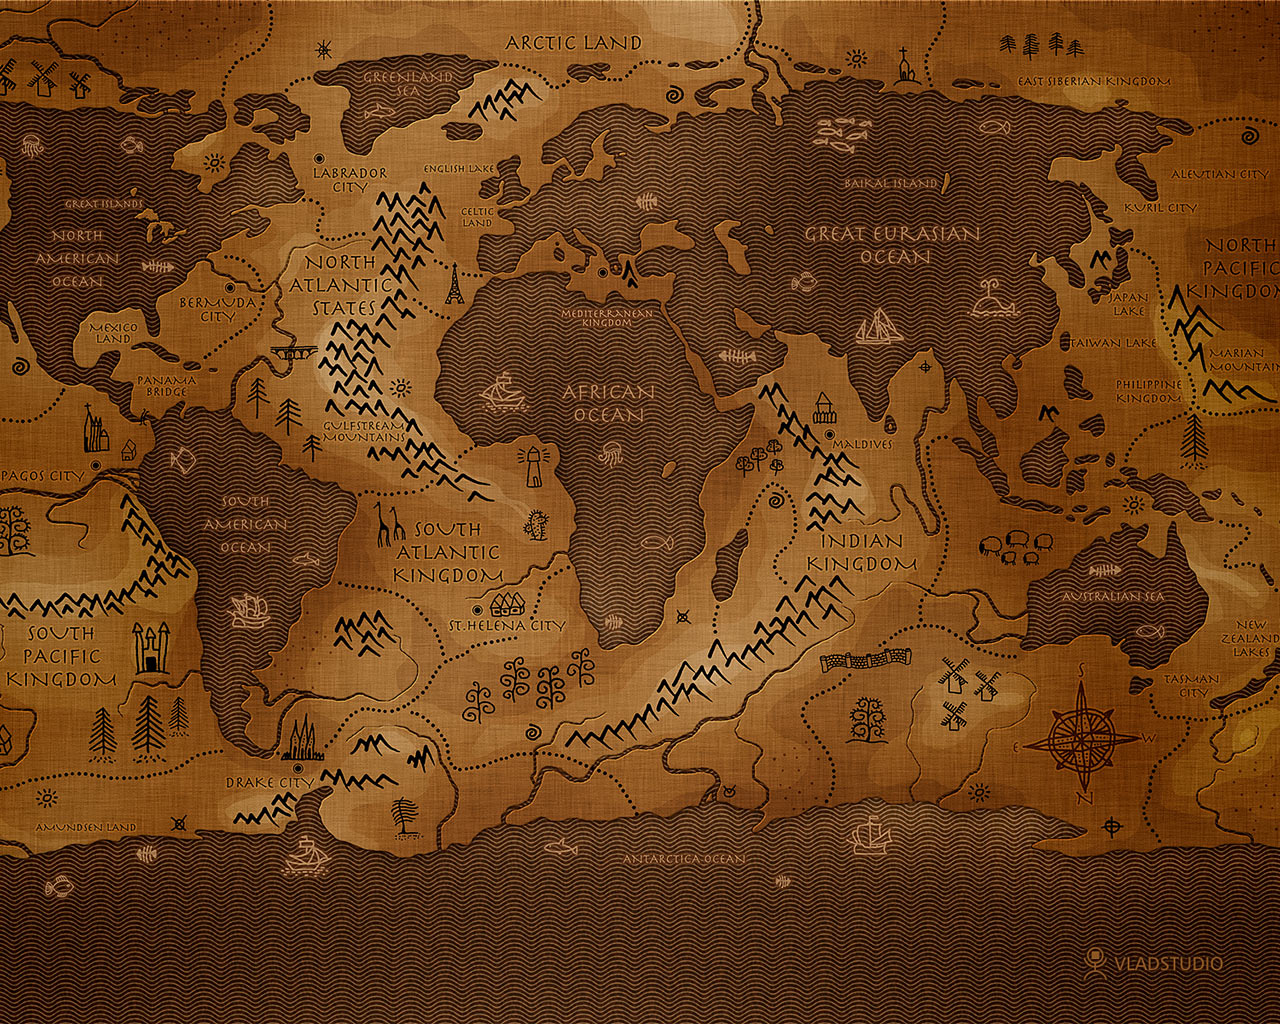 ARCTIC LAND
GREENLAND
SEA
EAST SIBERIAN KINGDOM
LABRADOR
CITY
ENGLISH LAKE
ALEUTIAN CITY
BAIKAL ISLAND
GREAT ISLANDS
CELTIC
LAND
KURIL CITY
NORTH
AMERICAN
OCEAN
GREAT EURASIAN
OCEAN
NORTH
PACIFIC
KINGDOM
NORTH
ATLANTIC
STATES
BERMUDA
CITY
JAPAN
LAKE
MEDITERRANEAN
KINGDOM
MEXICO
LAND
TAIWAN LAKE
MARIAN
MOUNTAIN
PANAMA
BRIDGE
PHILIPPINE
KINGDOM
AFRICAN
OCEAN
GULFSTREAM
MOUNTAINS
MALDIVES
PAGOS CITY
SOUTH
AMERICAN
OCEAN
SOUTH
ATLANTIC
KINGDOM
INDIAN
KINGDOM
AUSTRALIAN SEA
ST.HELENA CITY
SOUTH
PACIFIC
KINGDOM
NEW
ZEALAND
LAKES
TASMAN
CITY
S
E
W
N
DRAKE CITY
AMUNDSEN LAND
ANTARCTICA OCEAN
VLADSTUDIO